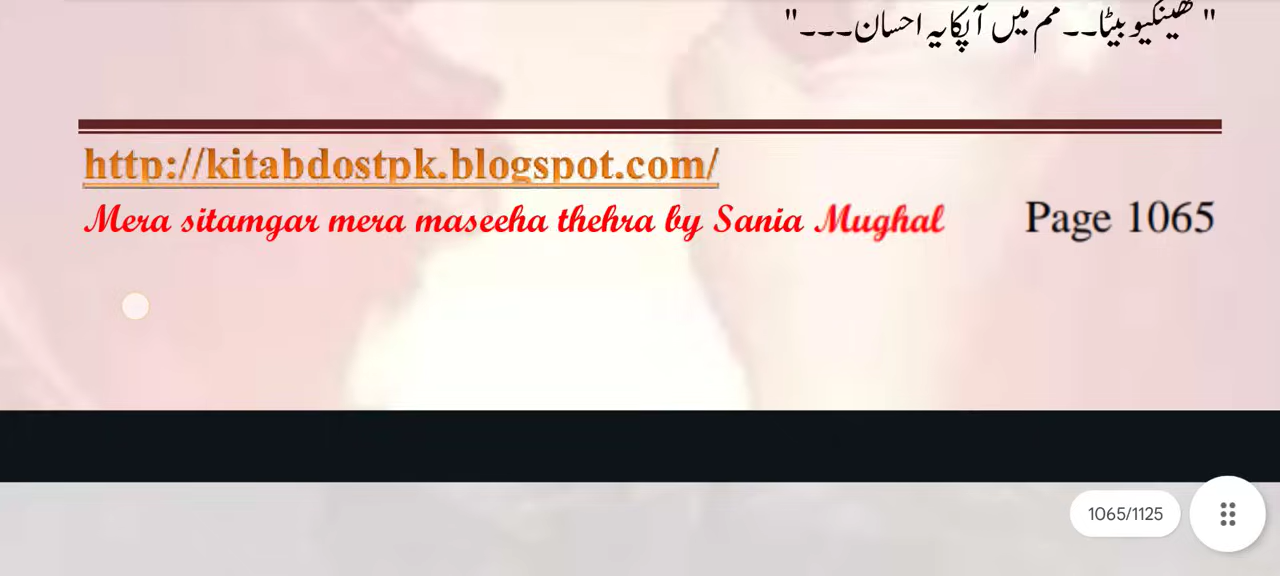 " تھینکیو بیٹا۔۔ مم میں آپکا یہ احسان۔۔۔"
http://kitabdostpk.blogspot.com/
Mera sitamgar mera maseeha thehra by Sania Mughal
Page 1065
1065/1125